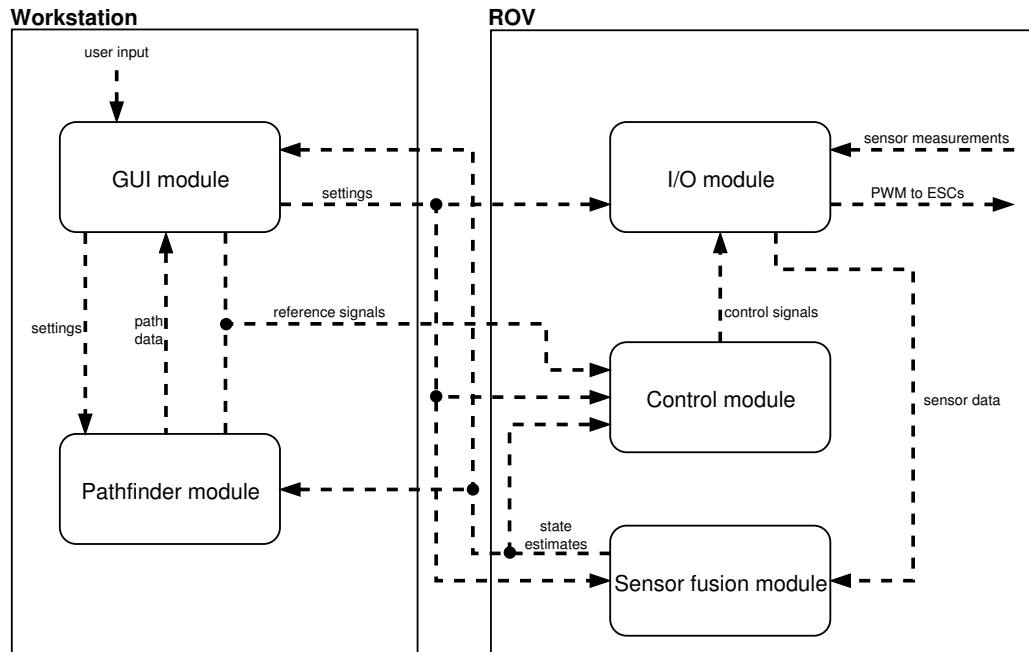 Workstation
ROV
user input
GUI module
settings
I/O module
sensor measurements
PWM to ESCs
settings
path
data
reference signals
control signals
Control module
sensor data
Pathfinder module
state
estimates
Sensor fusion module